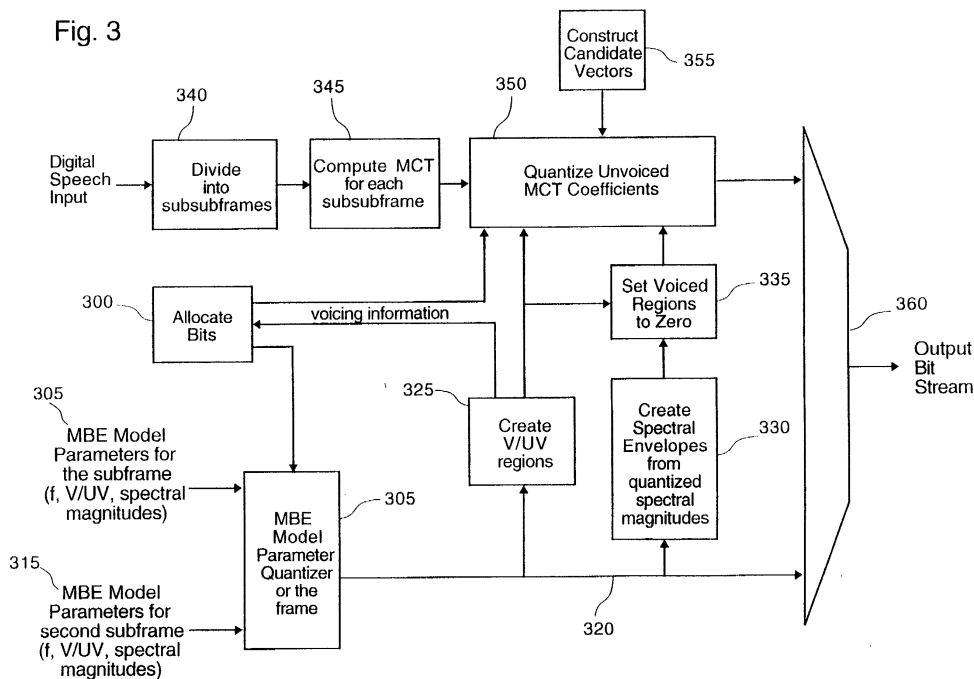 Fig. 3
Construct
Candidate
Vectors
355
340
345
350
Digital
Speech
Input
Divide
into
subsubframes
Compute MCT
for each
subsubframe
Quantize Unvoiced
MCT Coefficients
300
Allocate
Bits
voicing information
Set Voiced
Regions
to Zero
335
360
Output
Bit
Stream
305
MBE Model
Parameters for
the subframe
(f, V/UV, spectral
magnitudes)
325
Create
V/UV
regions
Create
Spectral
Envelopes
from
quantized
spectral
magnitudes
330
305
MBE
Model
Parameter
Quantizer
or the
frame
315
MBE Model
Parameters for
second subframe
(f, V/UV, spectral
magnitudes)
320